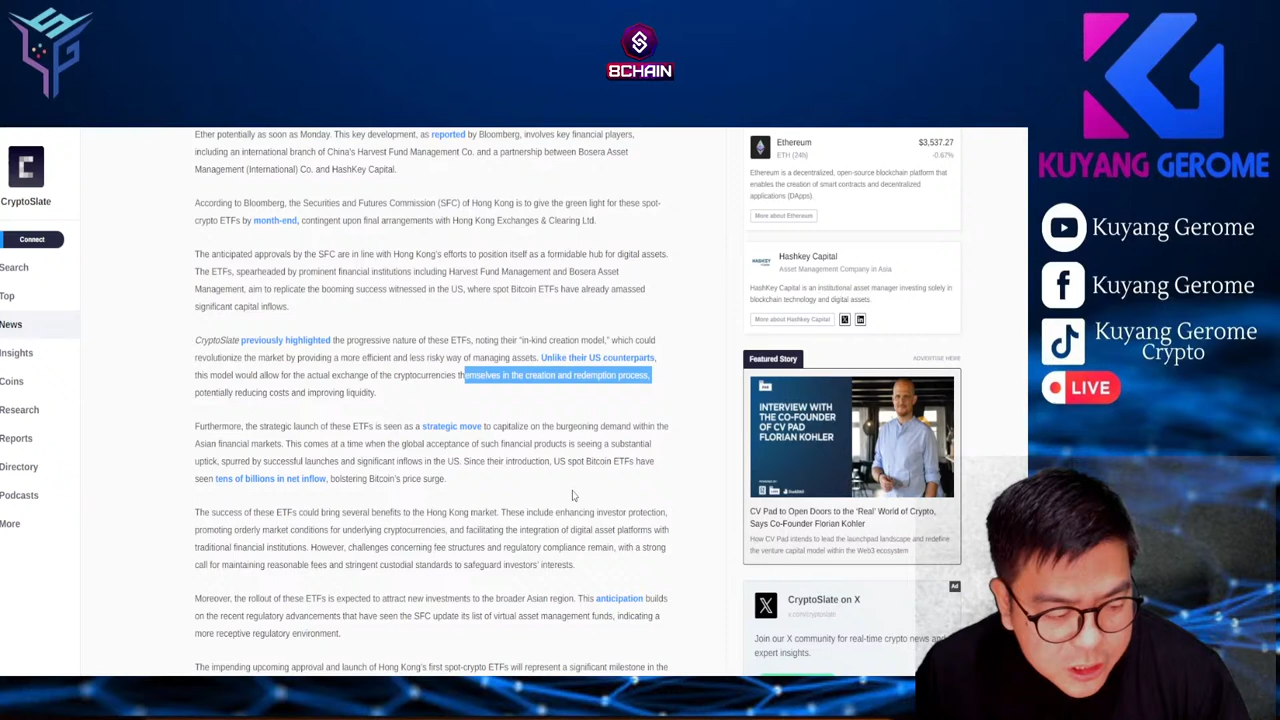 8CHAIN
KUYANG GEROME
Kuyang Gerome
Kuyang Gerome
Kuyang Gerome
Crypto
LIVE
CryptoSlate
Connect
Search
Top
News
Insights
Coins
Research
Reports
Directory
Podcasts
More
Ether potentially as soon as Monday. This key development, as reported by Bloomberg, involves key financial players,
including an international branch of China's Harvest Fund Management Co. and a partnership between Bosera Asset
Management (International) Co. and HashKey Capital.
According to Bloomberg, the Securities and Futures Commission (SFC) of Hong Kong is to give the green light for these spot-
crypto ETFs by month-end, contingent upon final arrangements with Hong Kong Exchanges & Clearing Ltd.
The anticipated approvals by the SFC are in line with Hong Kong's efforts to position itself as a formidable hub for digital assets.
The ETFs, spearheaded by prominent financial institutions including Harvest Fund Management and Bosera Asset
Management, aim to replicate the booming success witnessed in the US, where spot Bitcoin ETFs have already amassed
significant capital inflows.
CryptoSlate previously highlighted the progressive nature of these ETFs, noting their "in-kind creation model," which could
revolutionize the market by providing a more efficient and less risky way of managing assets. Unlike their US counterparts,
this model would allow for the actual exchange of the cryptocurrencies themselves in the creation and redemption process,
potentially reducing costs and improving liquidity.
Furthermore, the strategic launch of these ETFs is seen as a strategic move to capitalize on the burgeoning demand within the
Asian financial markets. This comes at a time when the global acceptance of such financial products is seeing a substantial
uptick, spurred by successful launches and significant inflows in the US. Since their introduction, US spot Bitcoin ETFs have
seen tens of billions in net inflow, bolstering Bitcoin's price surge.
The success of these ETFs could bring several benefits to the Hong Kong market. These include enhancing investor protection,
promoting orderly market conditions for underlying cryptocurrencies, and facilitating the integration of digital asset platforms with
traditional financial institutions. However, challenges concerning fee structures and regulatory compliance remain, with a strong
call for maintaining reasonable fees and stringent custodial standards to safeguard investors' interests.
Moreover, the rollout of these ETFs is expected to attract new investments to the broader Asian region. This anticipation builds
on the recent regulatory advancements that have seen the SFC update its list of virtual asset management funds, indicating a
more receptive regulatory environment.
The impending upcoming approval and launch of Hong Kong's first spot-crypto ETFs will represent a significant milestone in the
Ethereum $3,537.27
ETH (24h) -0.67%
Ethereum is a decentralized, open-source blockchain platform that
enables the creation of smart contracts and decentralized
applications (DApps).
More about Ethereum
HASHKEY
Hashkey Capital
Asset Management Company in Asia
HashKey Capital is an institutional asset manager investing solely in
blockchain technology and digital assets.
More about Hashkey Capital
Featured Story ADVERTISE HERE
INTERVIEW WITH
THE CO-FOUNDER
OF CV PAD
FLORIAN KOHLER
CV Pad to Open Doors to the 'Real' World of Crypto,
Says Co-Founder Florian Kohler
How CV Pad intends to lead the launchpad landscape and redefine
the venture capital model within the Web3 ecosystem
Ad
CryptoSlate on X
x.com/cryptoslate
Join our X community for real-time crypto news and
expert insights.